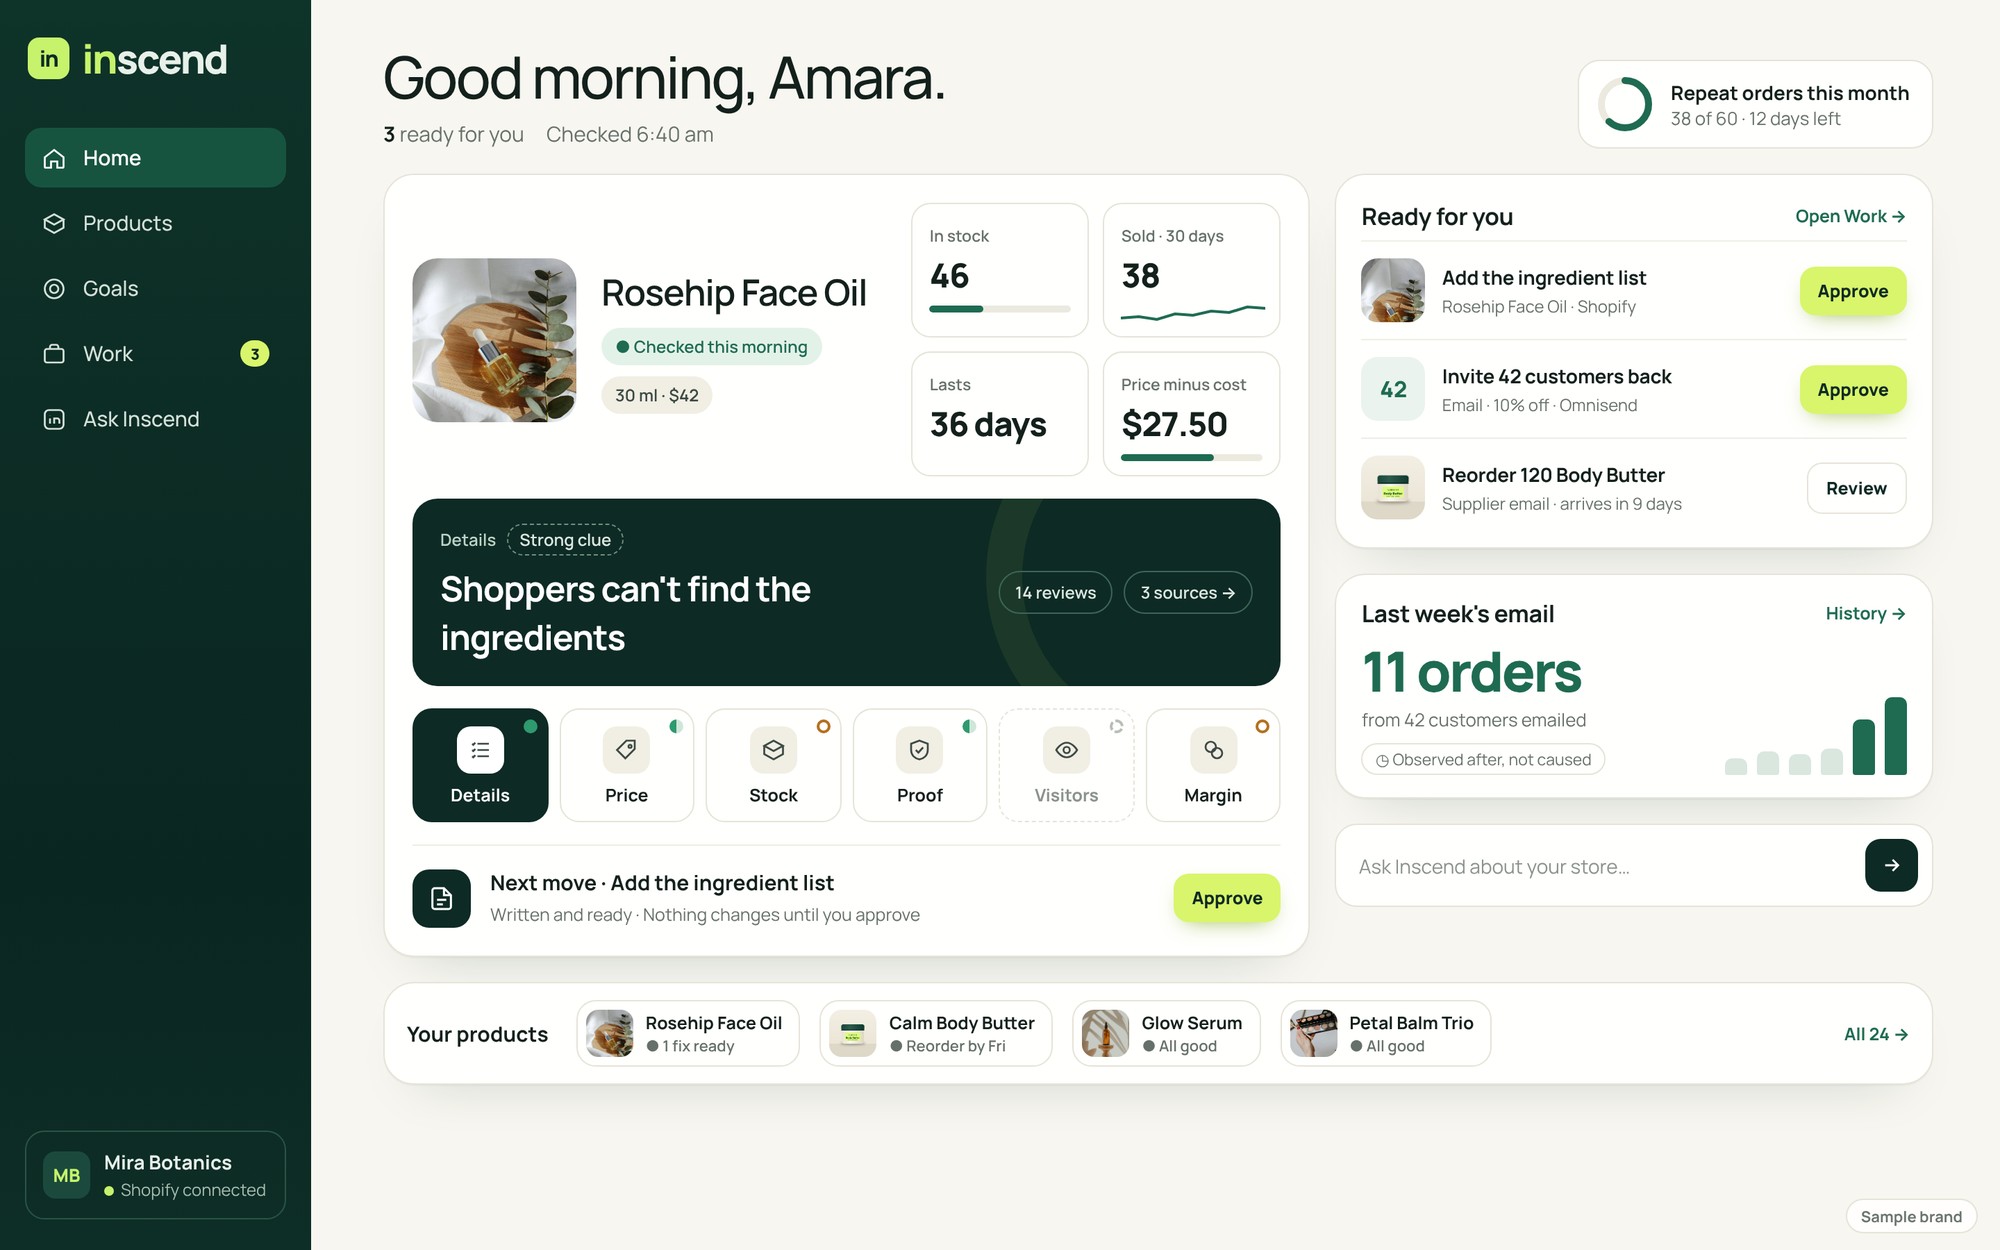 in inscend
Home
Products
Goals
Work 3
Ask Inscend
MB
Mira Botanics
Shopify connected
Good morning, Amara.
3 ready for you Checked 6:40 am
Repeat orders this month
38 of 60 · 12 days left
Rosehip Face Oil
Checked this morning
30 ml · $42
In stock
46
Sold · 30 days
38
Lasts
36 days
Price minus cost
$27.50
Details Strong clue
Shoppers can't find the
ingredients
14 reviews
3 sources →
Details
Price
Stock
Proof
Visitors
Margin
Next move · Add the ingredient list
Written and ready · Nothing changes until you approve
Approve
Ready for you
Open Work →
Add the ingredient list
Rosehip Face Oil · Shopify
Approve
42
Invite 42 customers back
Email · 10% off · Omnisend
Approve
Reorder 120 Body Butter
Supplier email · arrives in 9 days
Review
Last week's email
History →
11 orders
from 42 customers emailed
Observed after, not caused
Ask Inscend about your store...
→
Your products
Rosehip Face Oil
1 fix ready
Calm Body Butter
Reorder by Fri
Glow Serum
All good
Petal Balm Trio
All good
All 24 →
Sample brand